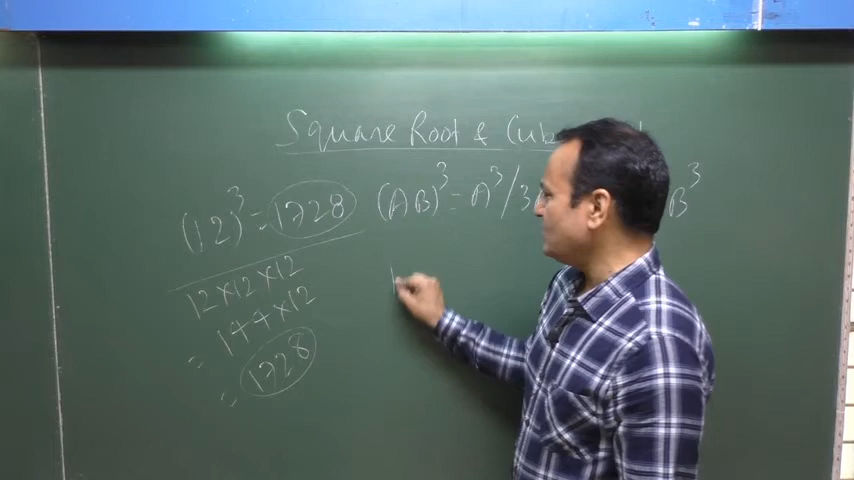 Square Root & Cub
(12)³ = 1728
(AB)³ = A³/3 B³
12×12×12
= 144×12
= 1728